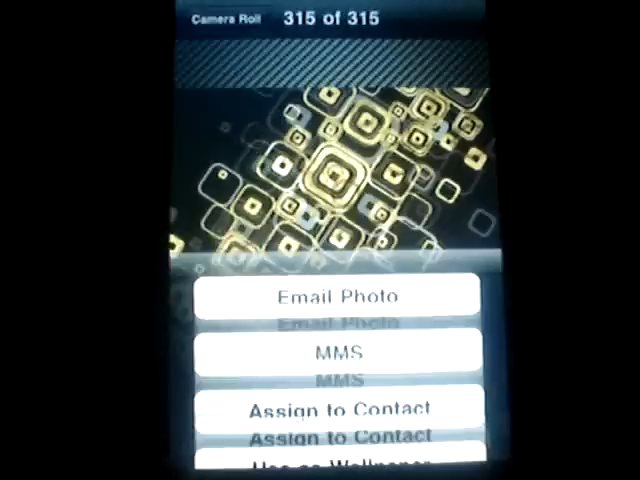 Camera Roll 315 of 315
Email Photo
Email Photo
MMS
MMS
Assign to Contact
Assign to Contact
Use as Wallpaper